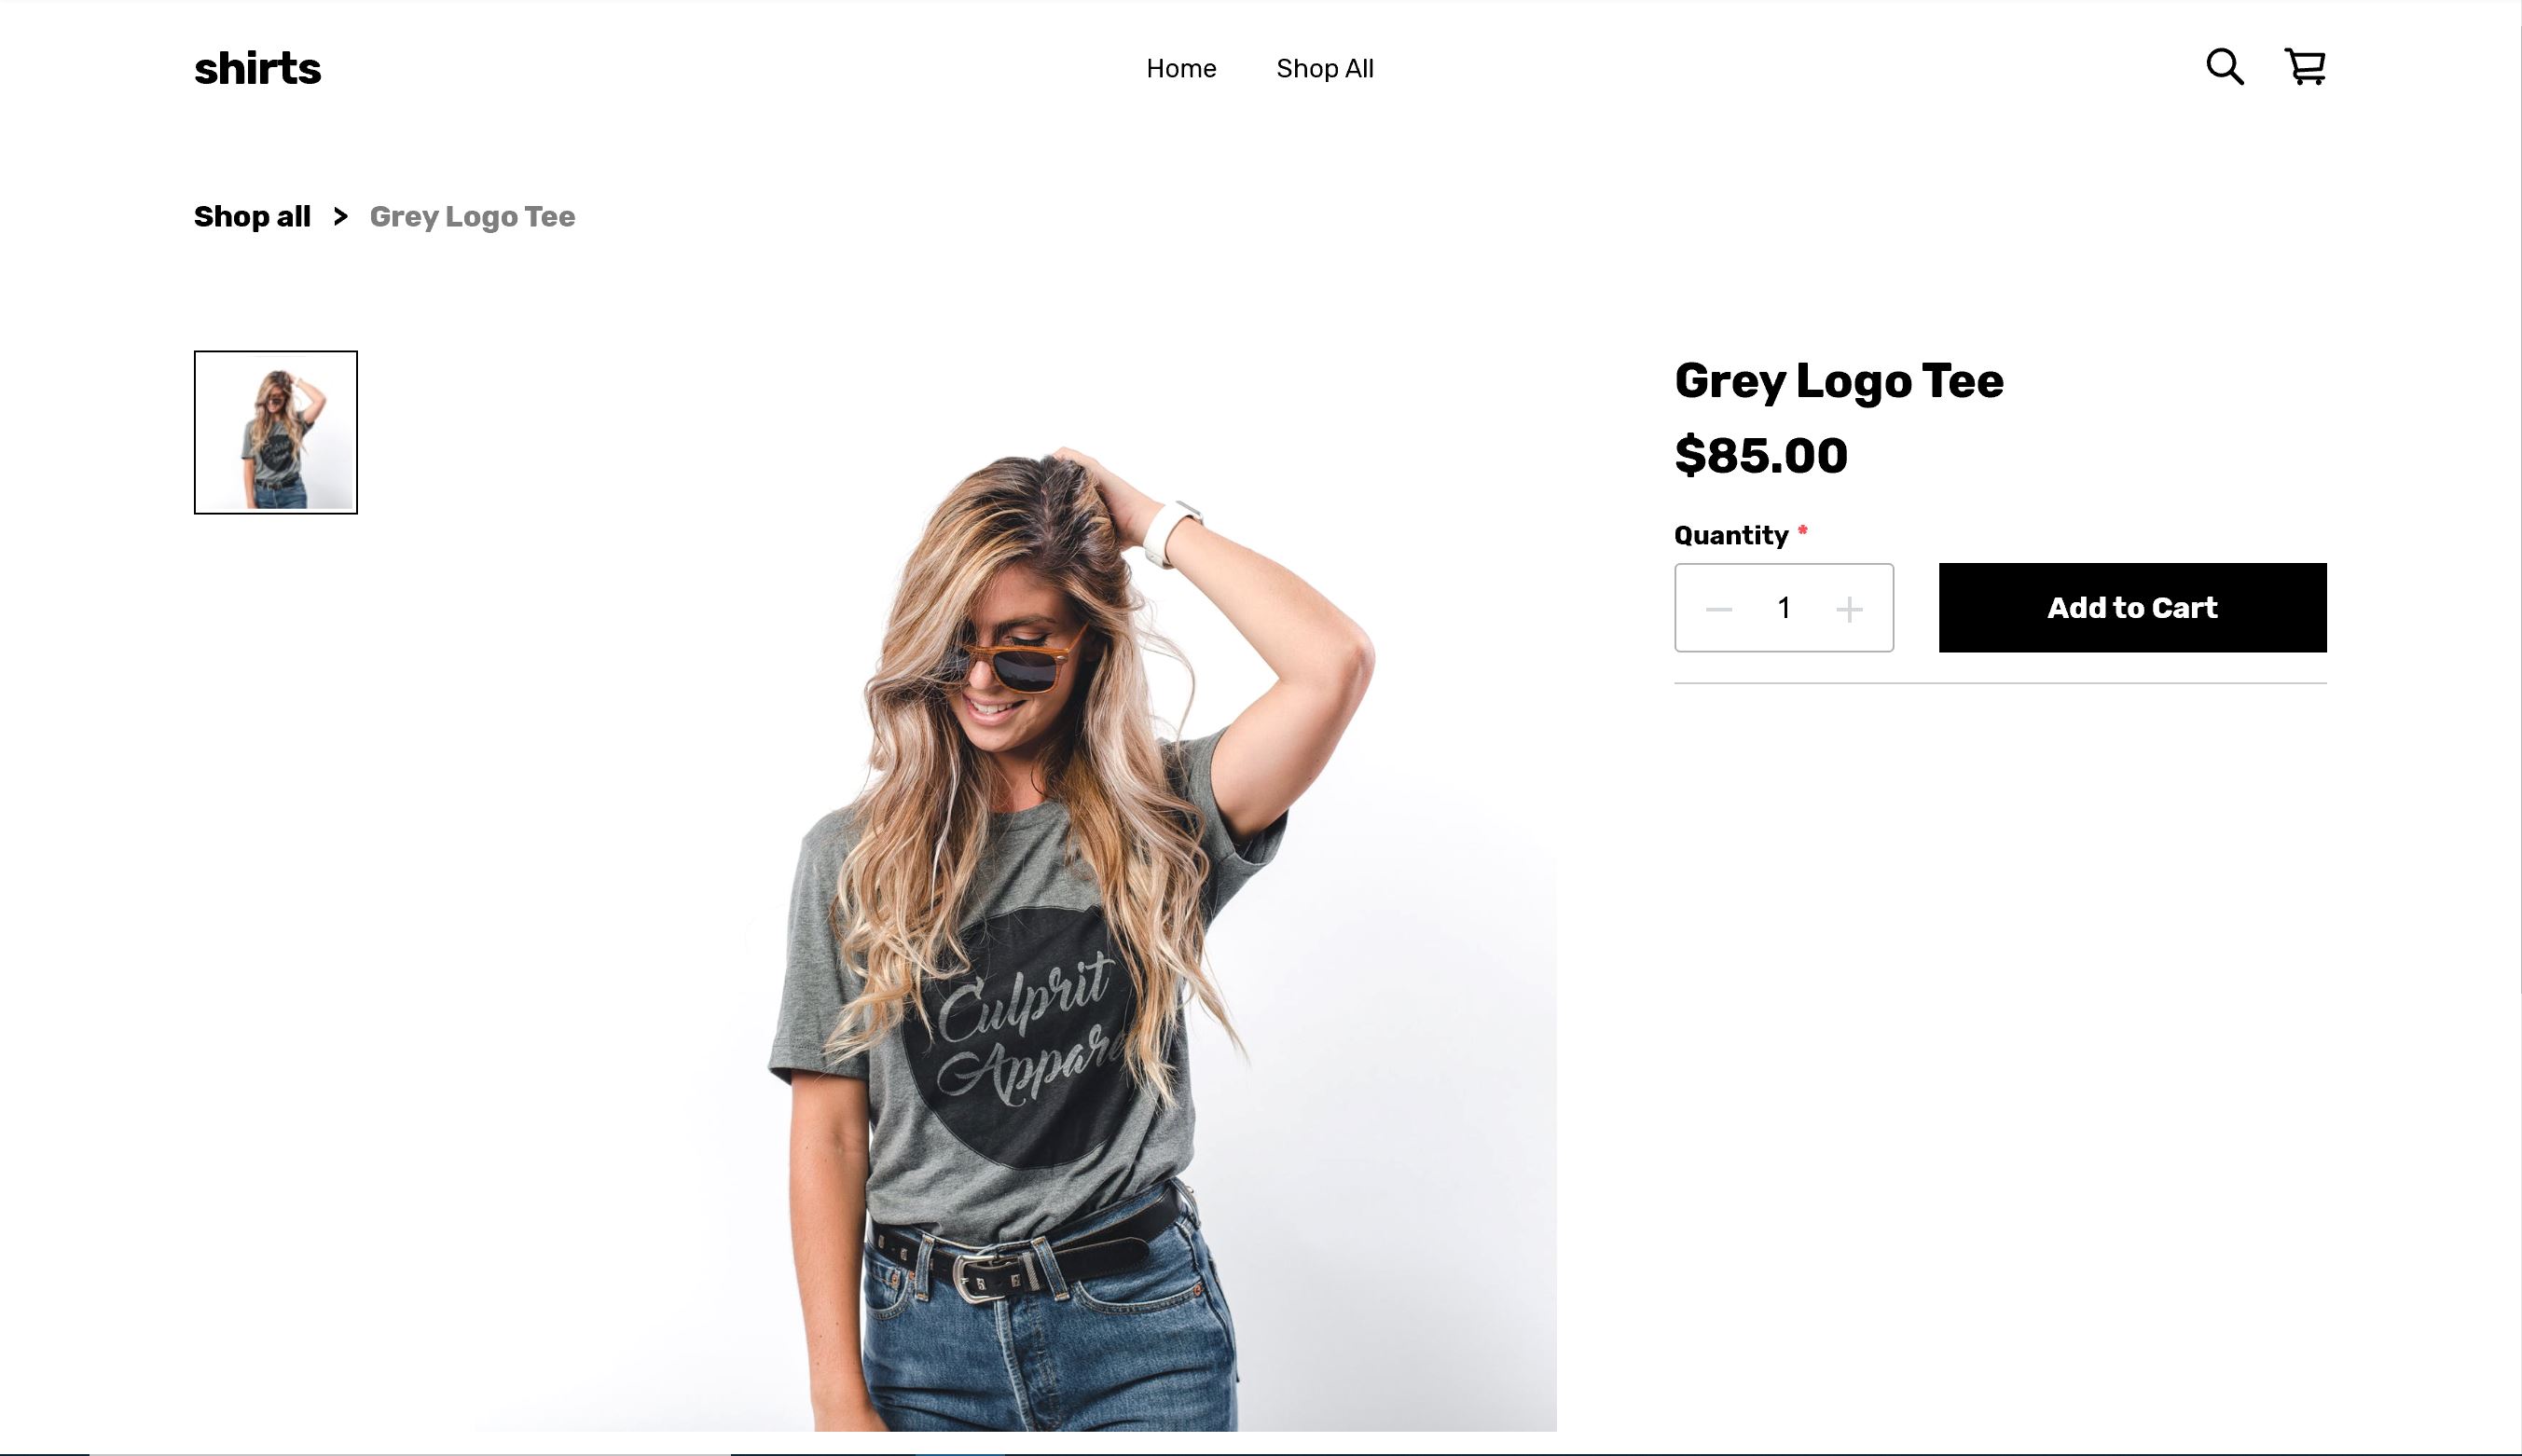 shirts
Home
Shop All
Shop all > Grey Logo Tee
Grey Logo Tee
$85.00
Quantity *
1
Add to Cart
Culprit
Appare